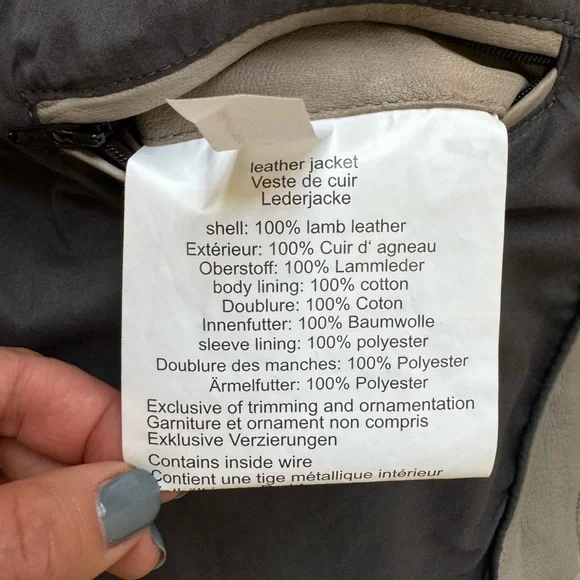 leather jacket
Veste de cuir
Lederjacke
shell: 100% lamb leather
Extérieur: 100% Cuir d' agneau
Oberstoff: 100% Lammleder
body lining: 100% cotton
Doublure: 100% Coton
Innenfutter: 100% Baumwolle
sleeve lining: 100% polyester
Doublure des manches: 100% Polyester
Ärmelfutter: 100% Polyester
Exclusive of trimming and ornamentation
Garniture et ornament non compris
Exklusive Verzierungen
Contains inside wire
Contient une tige métallique intérieur